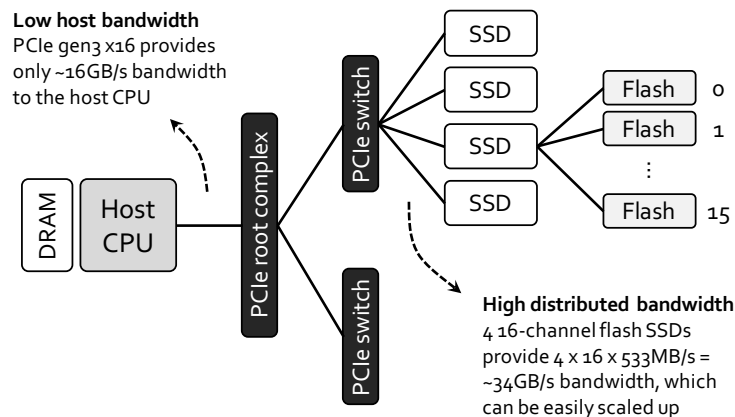 Low host bandwidth
PCIe gen3 x16 provides
only ~16GB/s bandwidth
to the host CPU
DRAM
Host
CPU
PCIe root complex
PCIe switch
PCIe switch
SSD
SSD
SSD
SSD
Flash 0
Flash 1
⋮
Flash 15
High distributed bandwidth
4 16-channel flash SSDs
provide 4 x 16 x 533MB/s =
~34GB/s bandwidth, which
can be easily scaled up